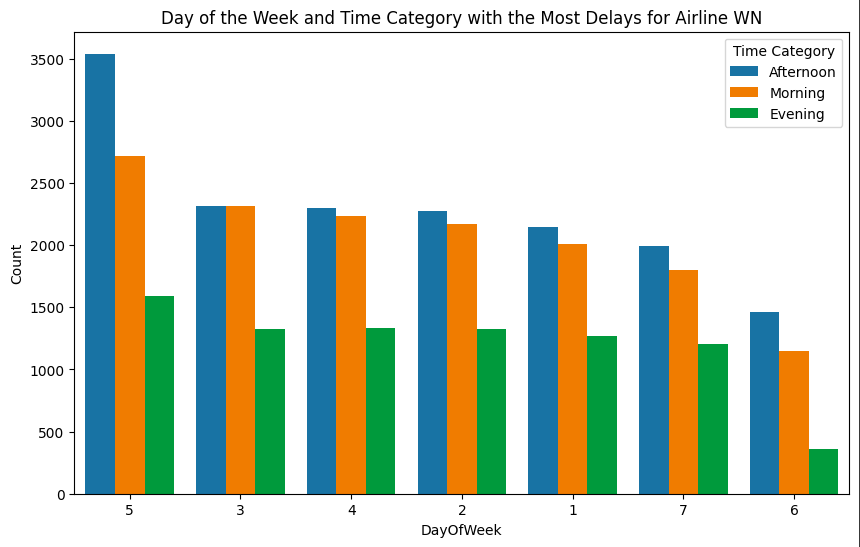 Day of the Week and Time Category with the Most Delays for Airline WN
Time Category
Afternoon
Morning
Evening
3500
3000
2500
2000
1500
1000
500
0
Count
5 3 4 2 1 7 6
DayOfWeek